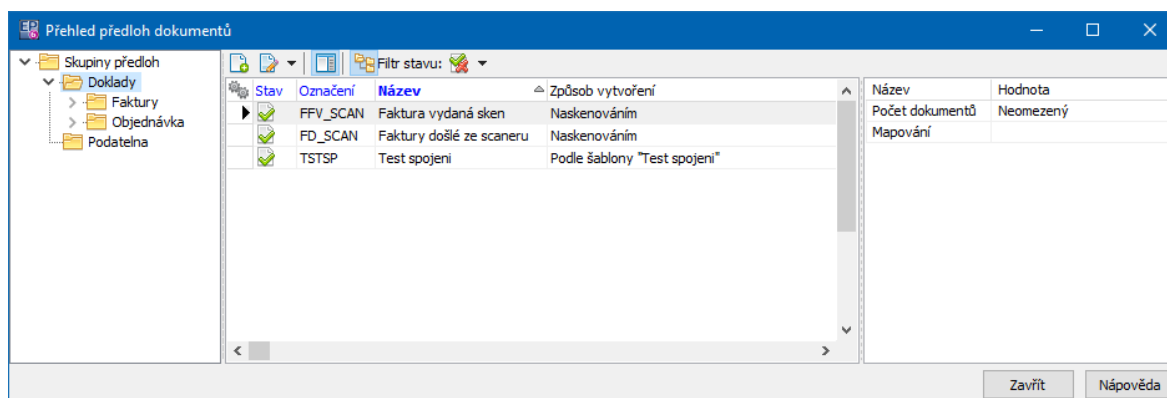 Přehled předloh dokumentů
Skupiny předloh
Doklady
Faktury
Objednávka
Podatelna
Filtr stavu:
Stav Označení Název Způsob vytvoření
FFV_SCAN Faktura vydaná sken Naskenováním
FD_SCAN Faktury došlé ze scaneru Naskenováním
TSTSP Test spojeni Podle šablony "Test spojeni"
Název Hodnota
Počet dokumentů Neomezený
Mapování
Zavřít Nápověda